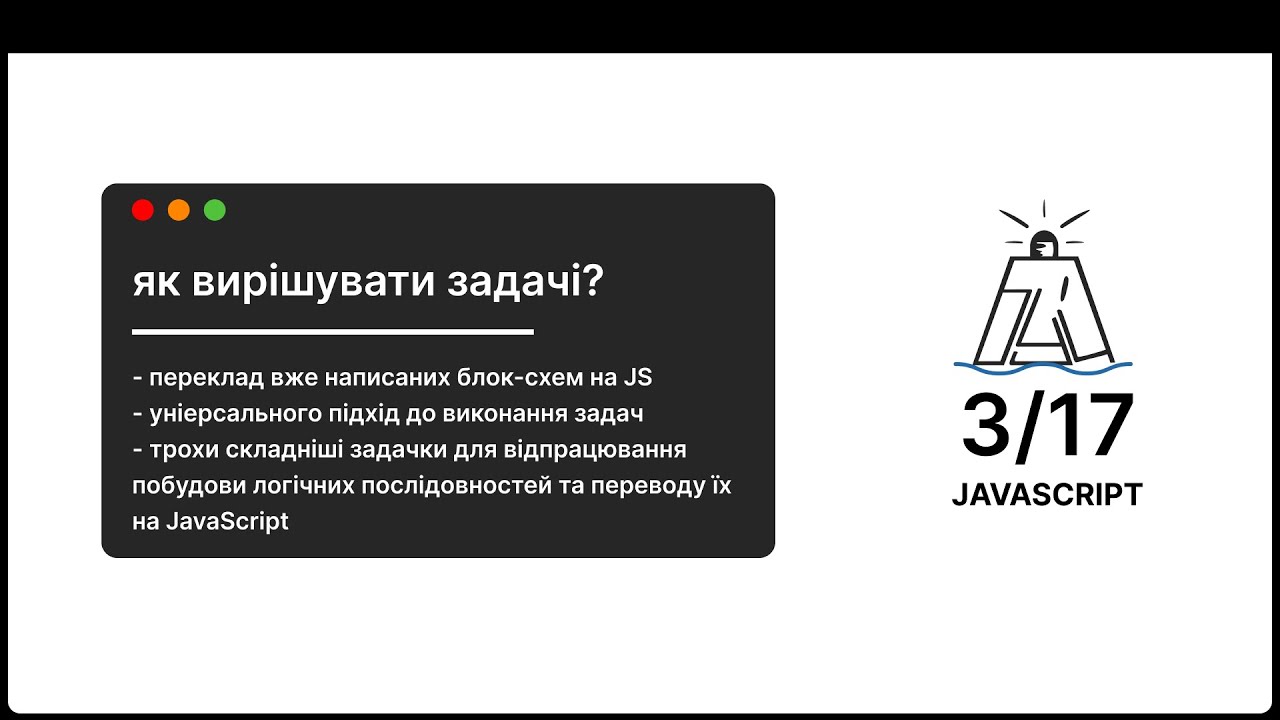 як вирішувати задачі?
- переклад вже написаних блок-схем на JS
- уніерсального підхід до виконання задач
- трохи складніші задачки для відпрацювання
побудови логічних послідовностей та переводу їх
на JavaScript
3/17
JAVASCRIPT